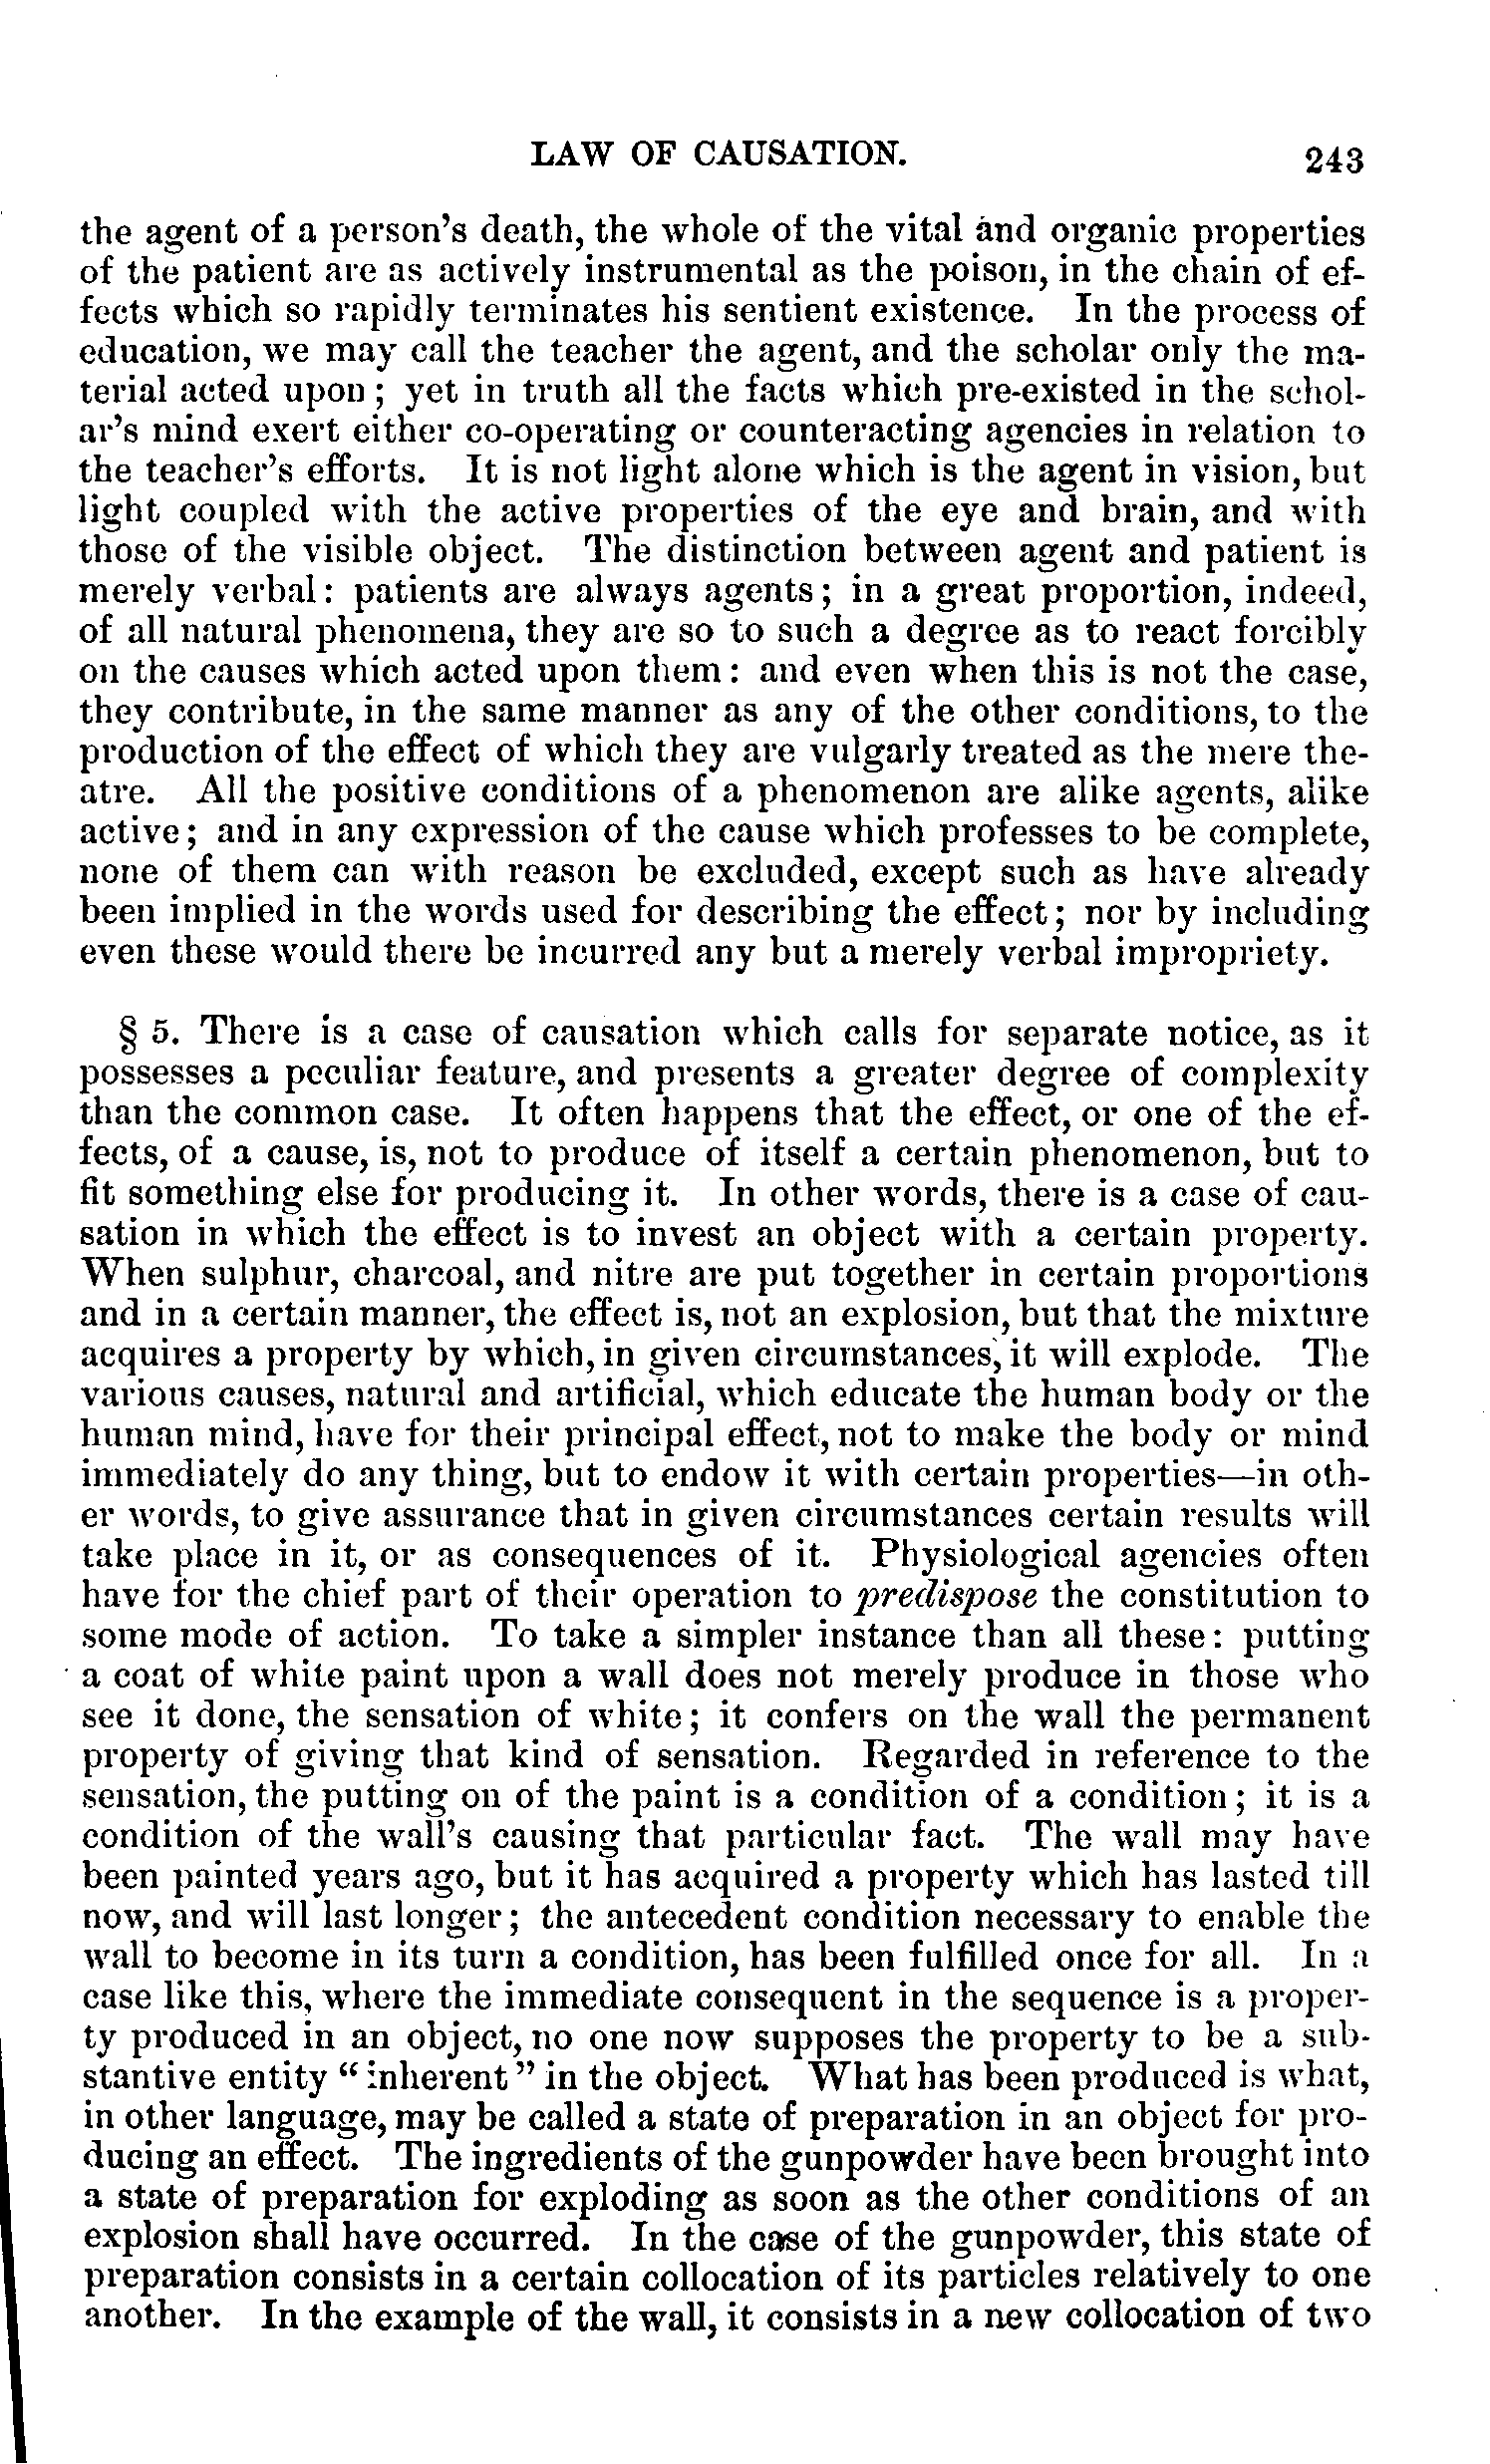 LAW OF CAUSATION. 243
the agent of a person's death, the whole of the vital and organic properties
of the patient are as actively instrumental as the poison, in the chain of ef-
fects which so rapidly terminates his sentient existence. In the process of
education, we may call the teacher the agent, and the scholar only the ma-
terial acted upon; yet in truth all the facts which pre-existed in the schol-
ar's mind exert either co-operating or counteracting agencies in relation to
the teacher's efforts. It is not light alone which is the agent in vision, but
light coupled with the active properties of the eye and brain, and with
those of the visible object. The distinction between agent and patient is
merely verbal: patients are always agents; in a great proportion, indeed,
of all natural phenomena, they are so to such a degree as to react forcibly
on the causes which acted upon them: and even when this is not the case,
they contribute, in the same manner as any of the other conditions, to the
production of the effect of which they are vulgarly treated as the mere the-
atre. All the positive conditions of a phenomenon are alike agents, alike
active; and in any expression of the cause which professes to be complete,
none of them can with reason be excluded, except such as have already
been implied in the words used for describing the effect; nor by including
even these would there be incurred any but a merely verbal impropriety.
§ 5. There is a case of causation which calls for separate notice, as it
possesses a peculiar feature, and presents a greater degree of complexity
than the common case. It often happens that the effect, or one of the ef-
fects, of a cause, is, not to produce of itself a certain phenomenon, but to
fit something else for producing it. In other words, there is a case of cau-
sation in which the effect is to invest an object with a certain property.
When sulphur, charcoal, and nitre are put together in certain proportions
and in a certain manner, the effect is, not an explosion, but that the mixture
acquires a property by which, in given circumstances, it will explode. The
various causes, natural and artificial, which educate the human body or the
human mind, have for their principal effect, not to make the body or mind
immediately do any thing, but to endow it with certain properties—in oth-
er words, to give assurance that in given circumstances certain results will
take place in it, or as consequences of it. Physiological agencies often
have for the chief part of their operation to predispose the constitution to
some mode of action. To take a simpler instance than all these: putting
a coat of white paint upon a wall does not merely produce in those who
see it done, the sensation of white; it confers on the wall the permanent
property of giving that kind of sensation. Regarded in reference to the
sensation, the putting on of the paint is a condition of a condition; it is a
condition of the wall's causing that particular fact. The wall may have
been painted years ago, but it has acquired a property which has lasted till
now, and will last longer; the antecedent condition necessary to enable the
wall to become in its turn a condition, has been fulfilled once for all. In a
case like this, where the immediate consequent in the sequence is a proper-
ty produced in an object, no one now supposes the property to be a sub-
stantive entity "inherent" in the object. What has been produced is what,
in other language, may be called a state of preparation in an object for pro-
ducing an effect. The ingredients of the gunpowder have been brought into
a state of preparation for exploding as soon as the other conditions of an
explosion shall have occurred. In the case of the gunpowder, this state of
preparation consists in a certain collocation of its particles relatively to one
another. In the example of the wall, it consists in a new collocation of two